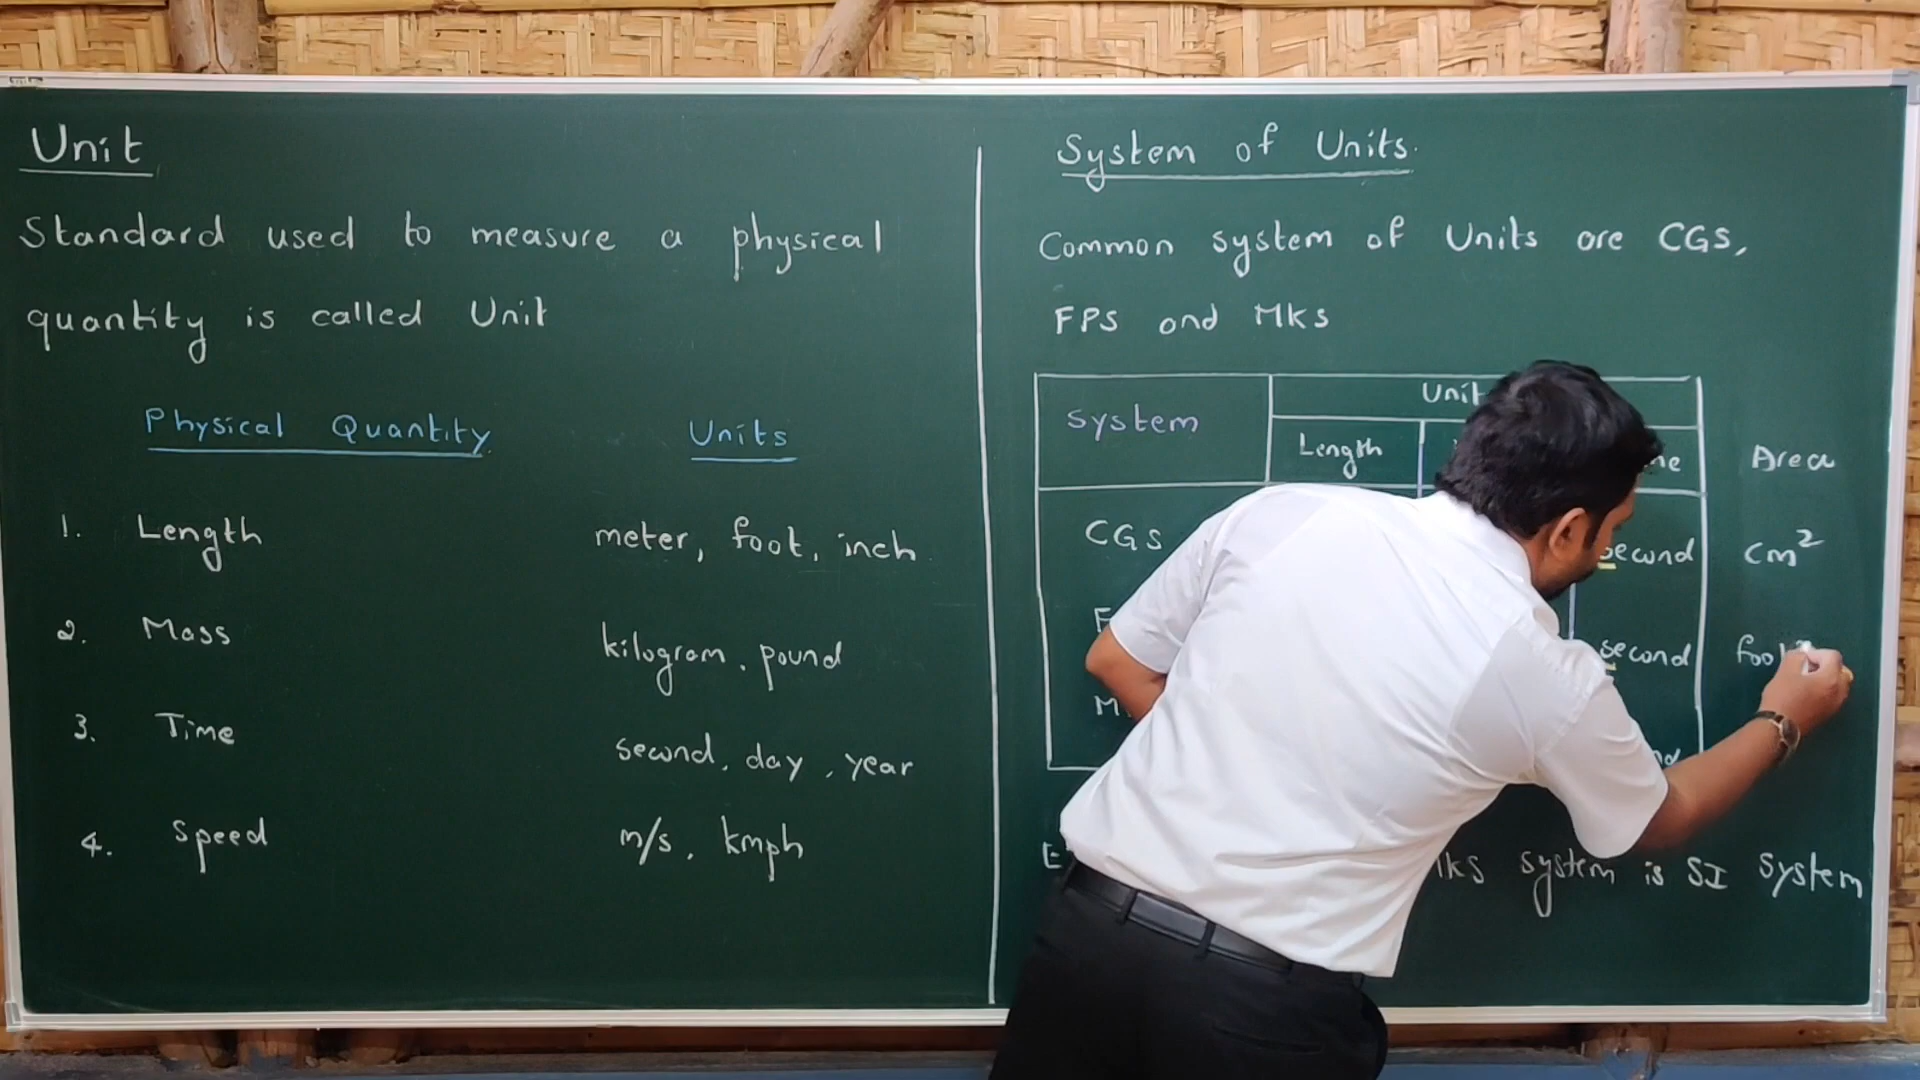 Unit
Standard used to measure a physical
quantity is called Unit
Physical Quantity Units
1. Length meter, foot, inch
2. Mass kilogram, pound
3. Time second, day, year
4. Speed m/s, kmph
System of Units.
Common system of Units are CGS,
FPS and MKS
System
Length Area
CGS second cm²
second
system is SI system